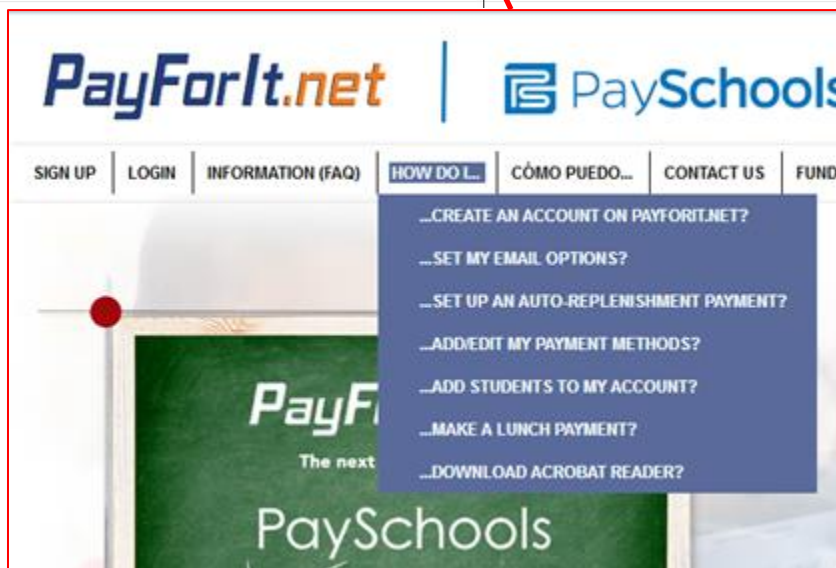 PayForIt.net | PaySchools
SIGN UP LOGIN INFORMATION (FAQ) HOW DO I... CÓMO PUEDO... CONTACT US FUND
...CREATE AN ACCOUNT ON PAYFORIT.NET?
...SET MY EMAIL OPTIONS?
...SET UP AN AUTO-REPLENISHMENT PAYMENT?
...ADD/EDIT MY PAYMENT METHODS?
...ADD STUDENTS TO MY ACCOUNT?
...MAKE A LUNCH PAYMENT?
...DOWNLOAD ACROBAT READER?
PayF
The next
PaySchools